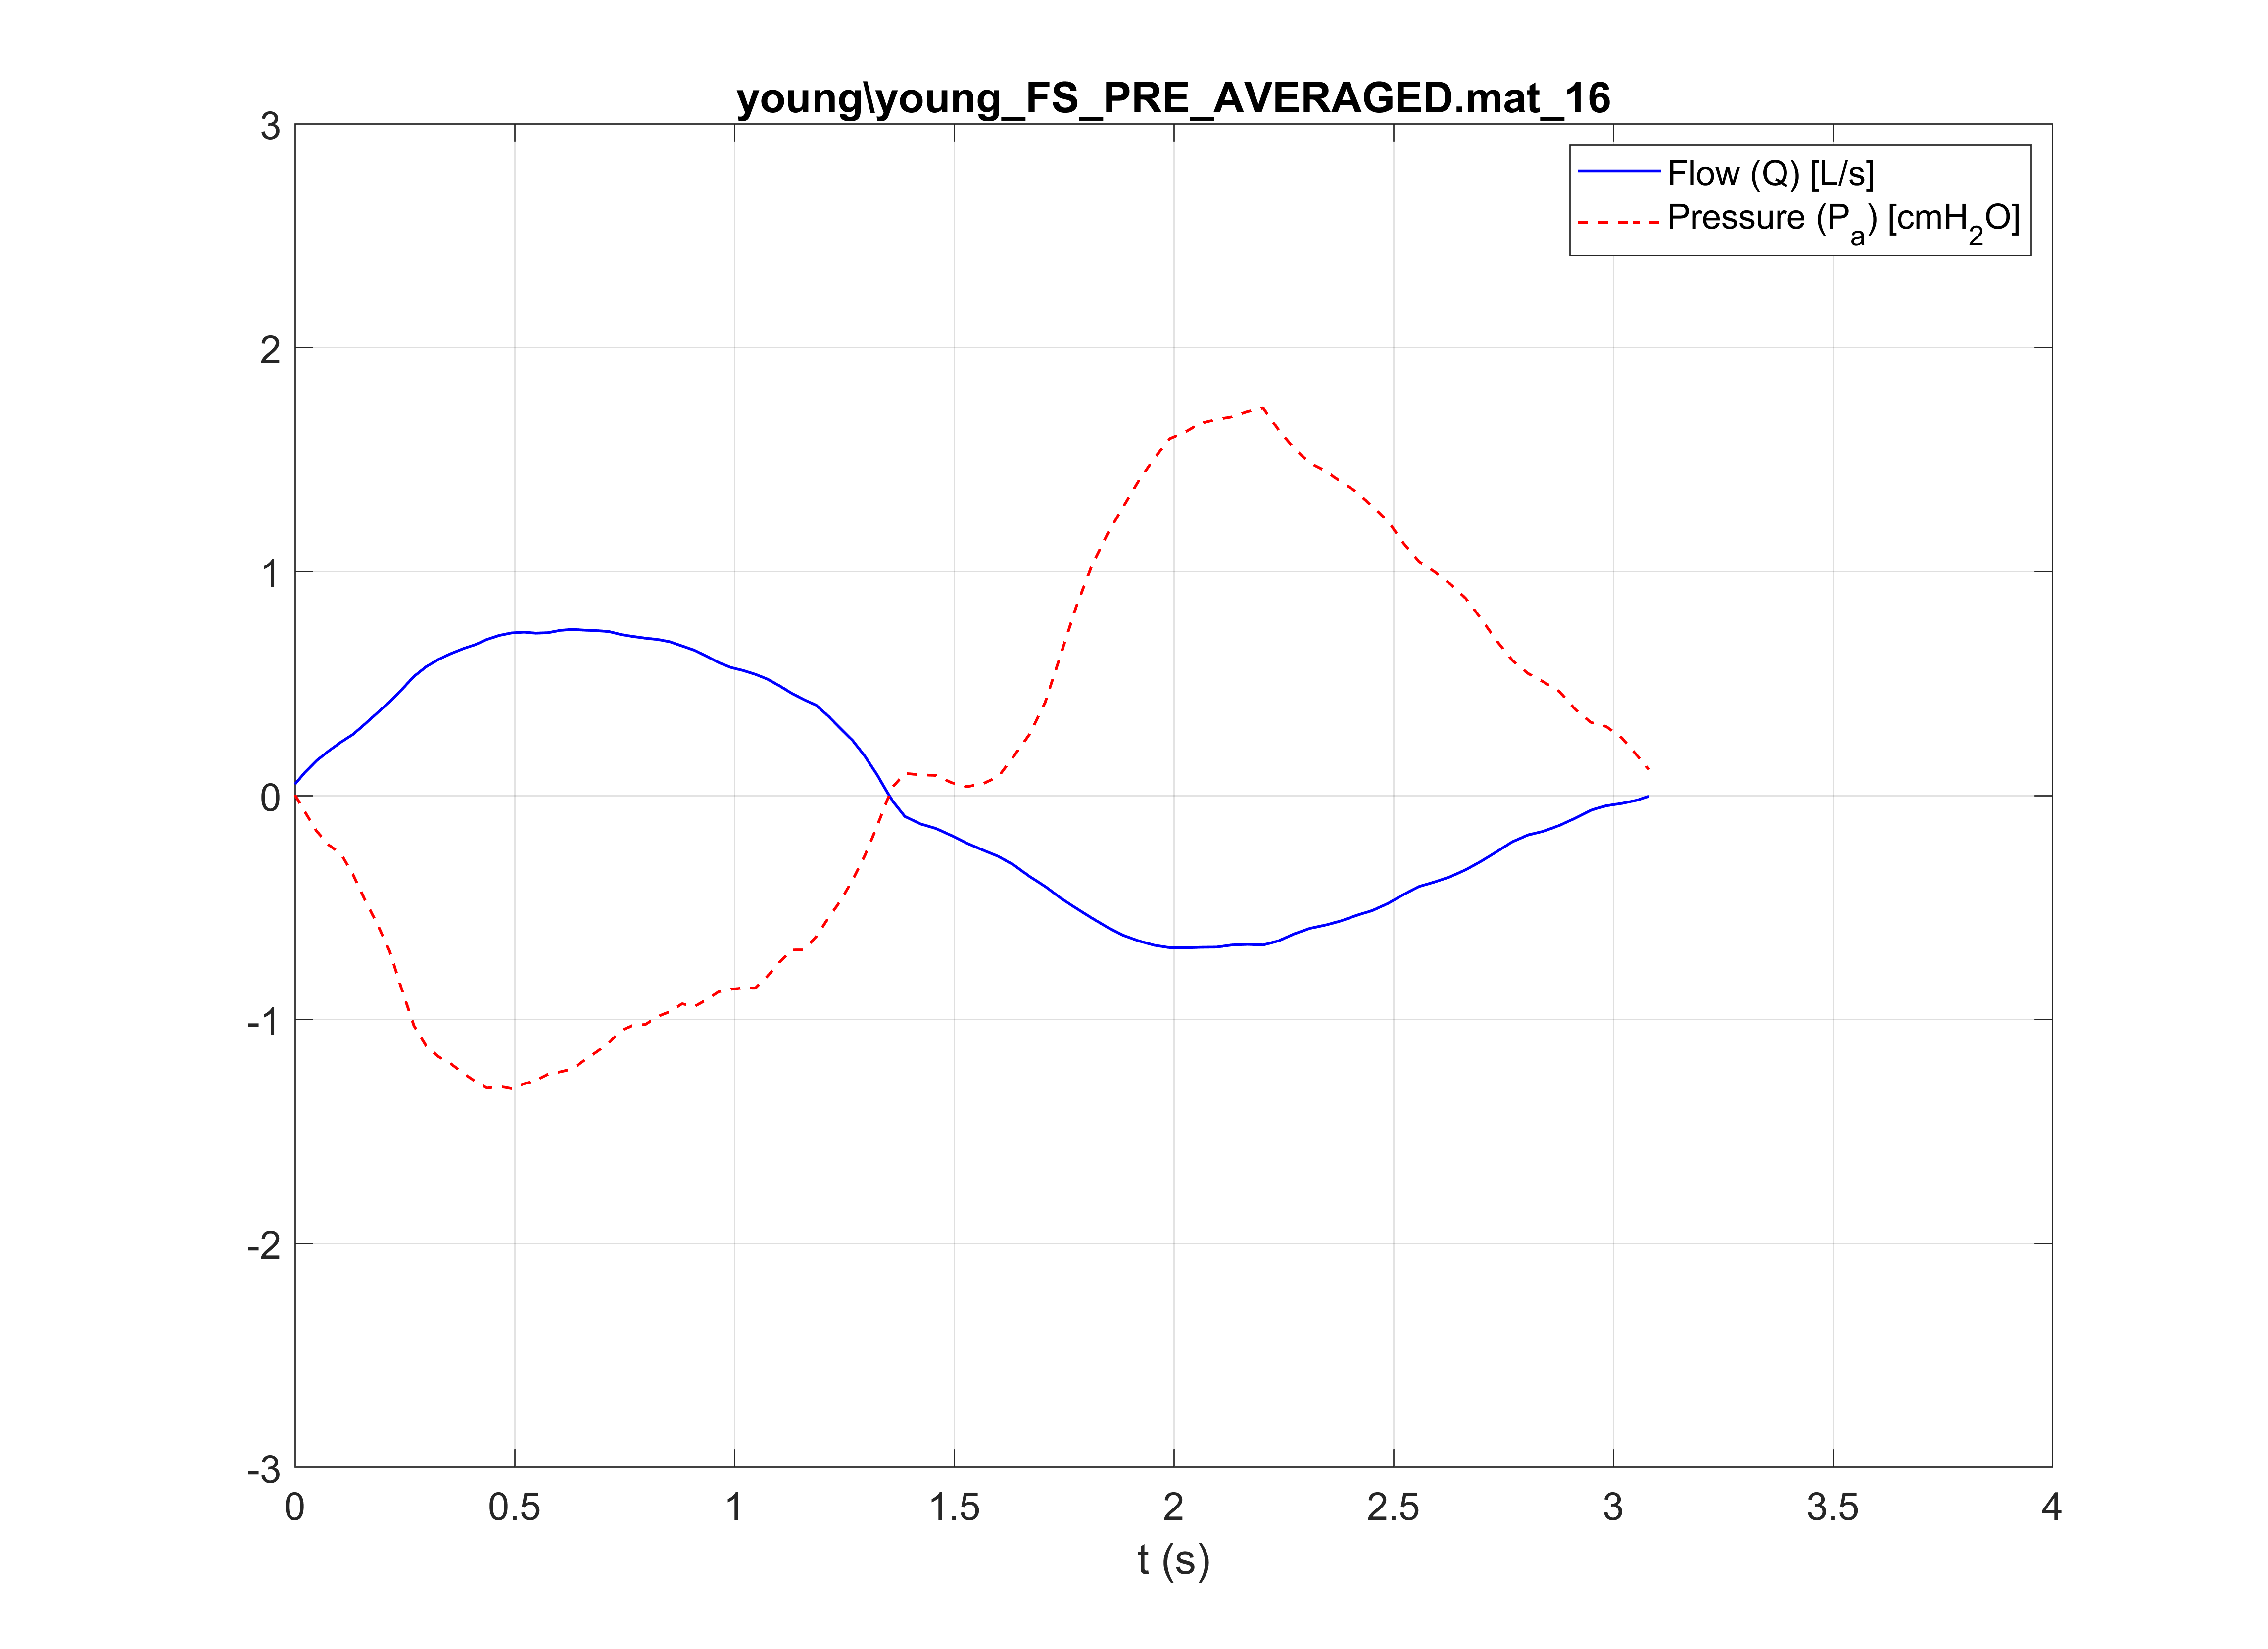 young\young_FS_PRE_AVERAGED.mat_16
Flow (Q) [L/s]
Pressure (Pa) [cmH2O]
3
2
1
0
-1
-2
-3
0 0.5 1 1.5 2 2.5 3 3.5 4
t (s)